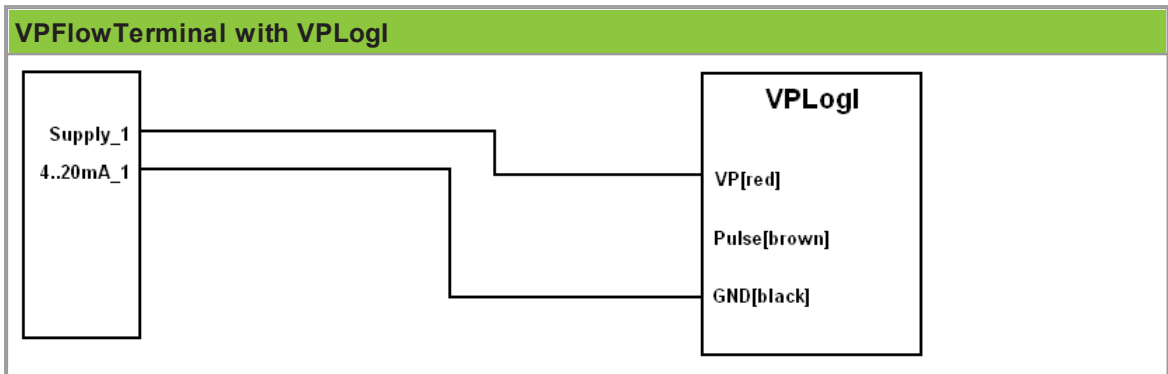 VPFlowTerminal with VPLogI
Supply_1
4..20mA_1
VPLogI
VP[red]
Pulse[brown]
GND[black]